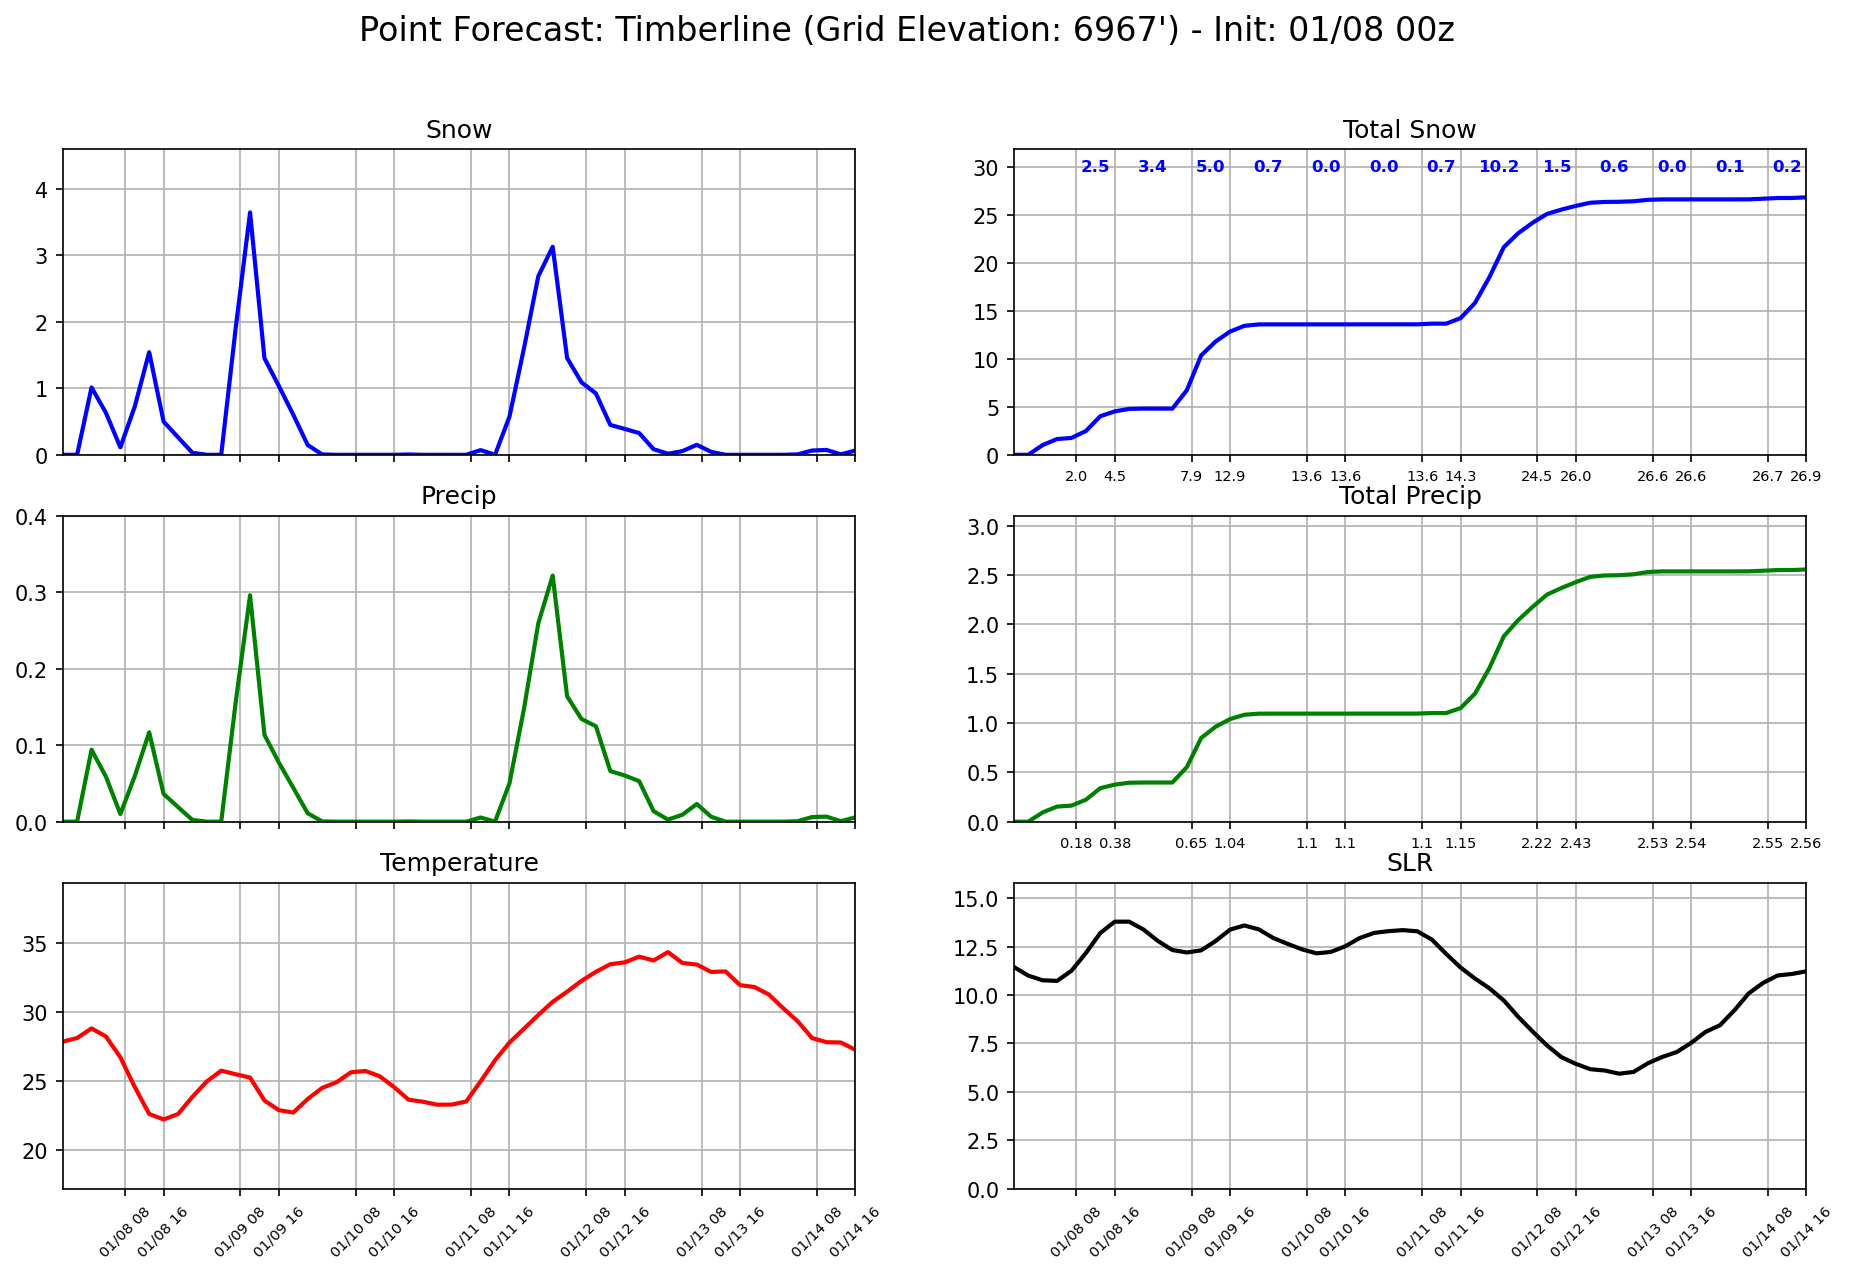 Point Forecast: Timberline (Grid Elevation: 6967') - Init: 01/08 00z
Snow
4
3
2
1
0
Total Snow
30
25
20
15
10
5
0
2.5 3.4 5.0 0.7 0.0 0.0 0.7 10.2 1.5 0.6 0.0 0.1 0.2
2.0 4.5 7.9 12.9 13.6 13.6 13.6 14.3 24.5 26.0 26.6 26.6 26.7 26.9
Precip
0.4
0.3
0.2
0.1
0.0
Total Precip
3.0
2.5
2.0
1.5
1.0
0.5
0.0
0.18 0.38 0.65 1.04 1.1 1.1 1.1 1.15 2.22 2.43 2.53 2.54 2.55 2.56
Temperature
35
30
25
20
01/08 08 01/08 16 01/09 08 01/09 16 01/10 08 01/10 16 01/11 08 01/11 16 01/12 08 01/12 16 01/13 08 01/13 16 01/14 08 01/14 16
SLR
15.0
12.5
10.0
7.5
5.0
2.5
0.0
01/08 08 01/08 16 01/09 08 01/09 16 01/10 08 01/10 16 01/11 08 01/11 16 01/12 08 01/12 16 01/13 08 01/13 16 01/14 08 01/14 16